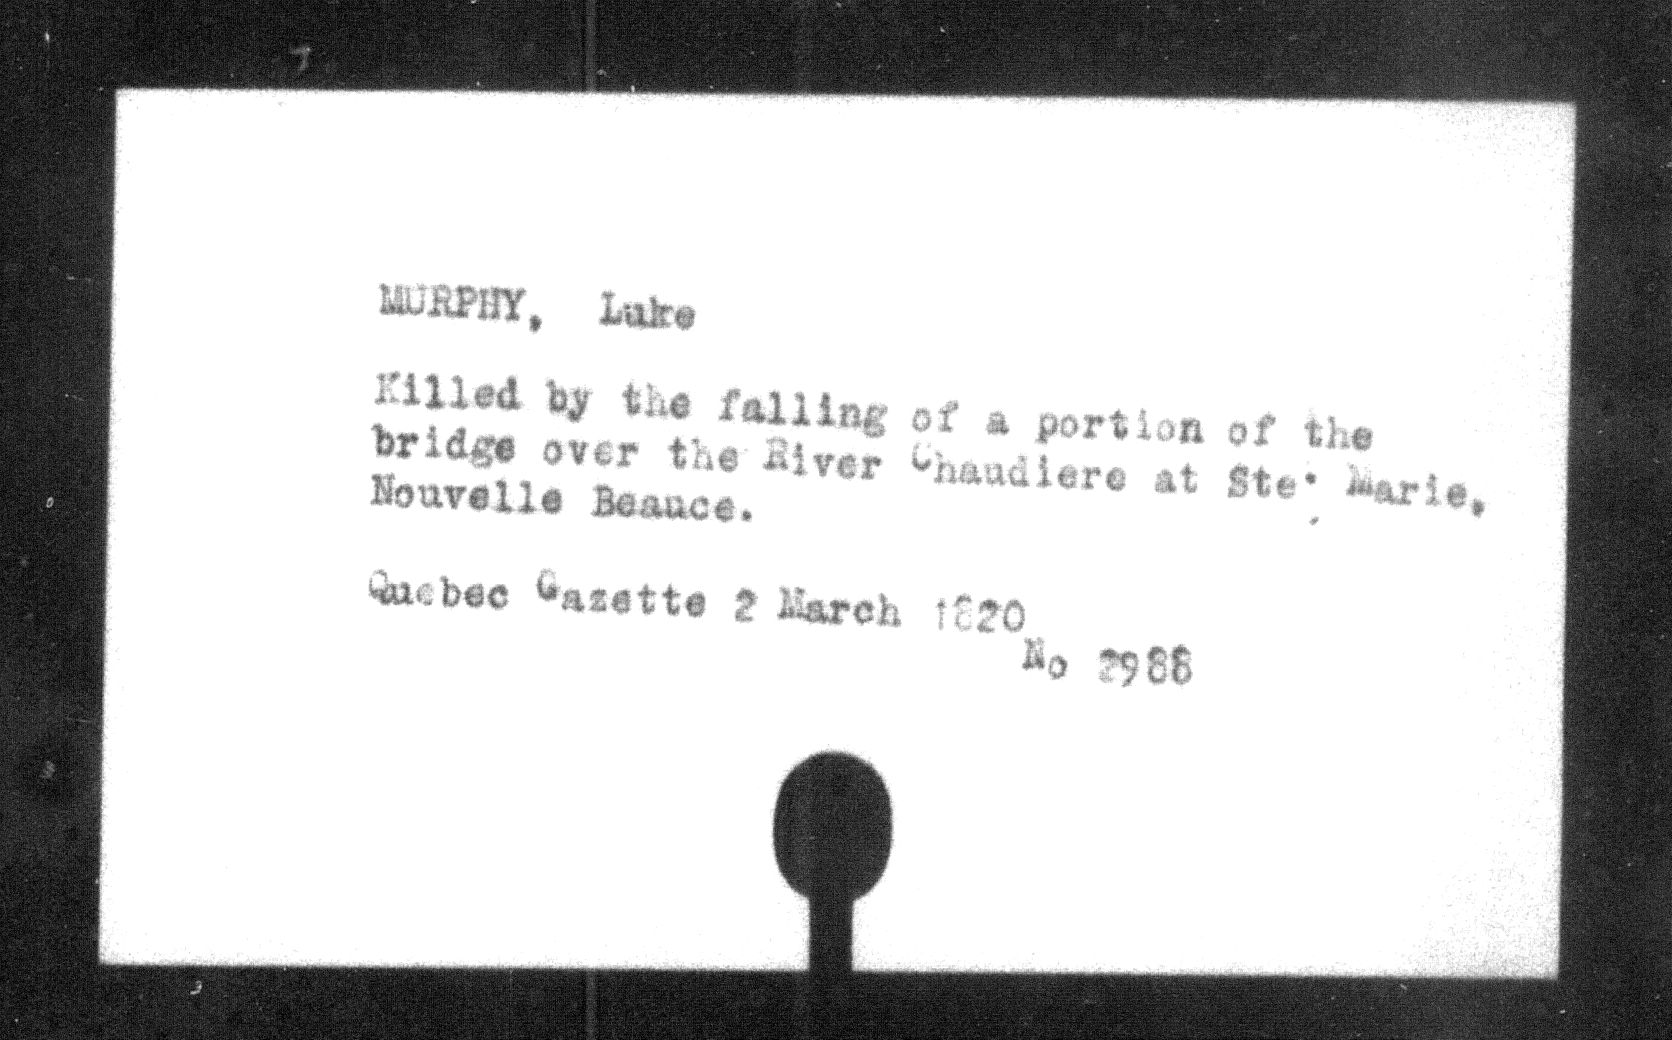 MURPHY, Luke
Killed by the falling of a portion of the
bridge over the River Chaudiere at Ste. Marie,
Nouvelle Beauce.
Quebec Gazette 2 March 1820
No 2988